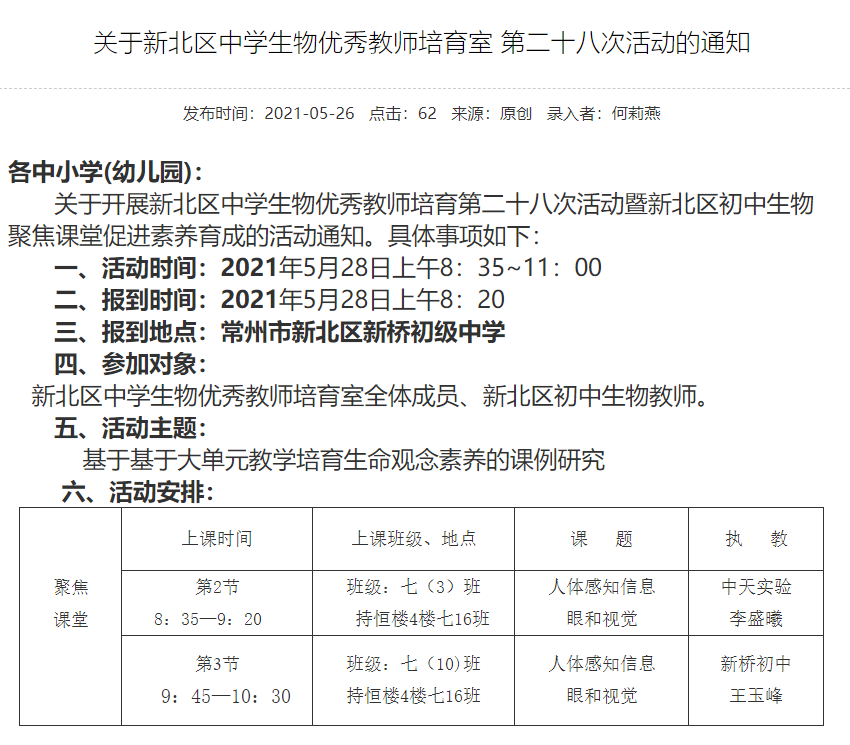 关于新北区中学生物优秀教师培育室 第二十八次活动的通知
发布时间：2021-05-26 点击：62 来源：原创 录入者：何莉燕
各中小学(幼儿园)：
关于开展新北区中学生物优秀教师培育第二十八次活动暨新北区初中生物
聚焦课堂促进素养育成的活动通知。具体事项如下：
一、活动时间：2021年5月28日上午8：35~11：00
二、报到时间：2021年5月28日上午8：20
三、报到地点：常州市新北区新桥初级中学
四、参加对象：
新北区中学生物优秀教师培育室全体成员、新北区初中生物教师。
五、活动主题：
基于基于大单元教学培育生命观念素养的课例研究
六、活动安排：
上课时间 上课班级、地点 课 题 执 教
聚焦
课堂
第2节 班级：七（3）班 人体感知信息 中天实验
8：35—9：20 持恒楼4楼七16班 眼和视觉 李盛曦
第3节 班级：七（10)班 人体感知信息 新桥初中
9：45—10：30 持恒楼4楼七16班 眼和视觉 王玉峰